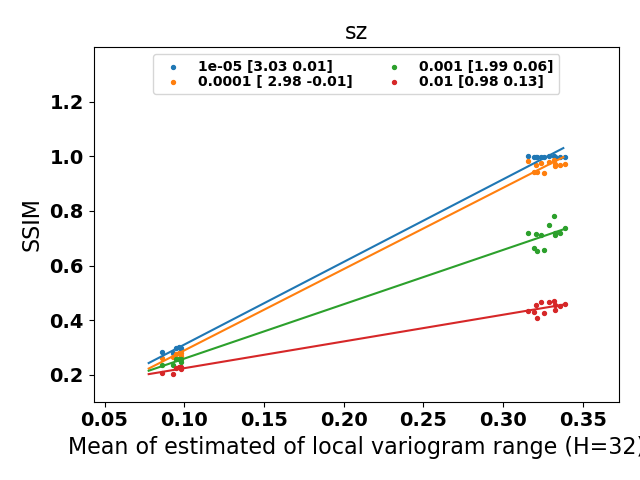 sz
1e-05 [3.03 0.01]
0.0001 [ 2.98 -0.01]
0.001 [1.99 0.06]
0.01 [0.98 0.13]
SSIM
1.2
1.0
0.8
0.6
0.4
0.2
0.05 0.10 0.15 0.20 0.25 0.30 0.35
Mean of estimated of local variogram range (H=32)